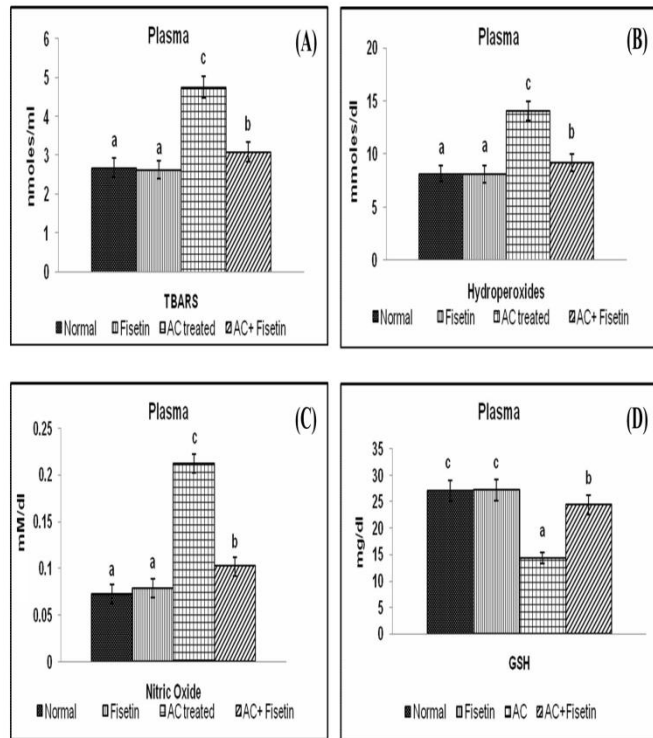 Plasma
(A)
nmoles/ml
6
5
4
3
2
1
0
a
a
c
b
TBARS
Normal Fisetin AC treated AC+ Fisetin
Plasma
(B)
mmoles/dl
20
15
10
5
0
a
a
c
b
Hydroperoxides
Normal Fisetin AC treated AC+ Fisetin
Plasma
(C)
mM/dl
0.25
0.2
0.15
0.1
0.05
0
a
a
c
b
Nitric Oxide
Normal Fisetin AC treated AC+ Fisetin
Plasma
(D)
mg/dl
35
30
25
20
15
10
5
0
c
c
a
b
GSH
Normal Fisetin AC AC+Fisetin